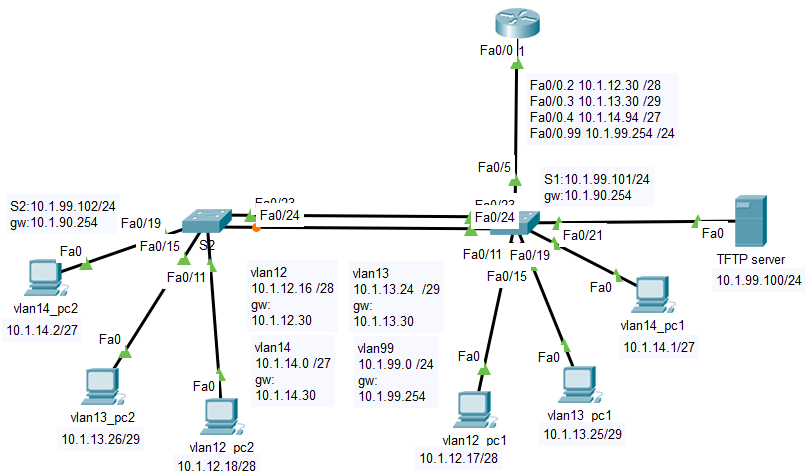 Fa0/0
1
Fa0/0.2 10.1.12.30 /28
Fa0/0.3 10.1.13.30 /29
Fa0/0.4 10.1.14.94 /27
Fa0/0.99 10.1.99.254 /24
Fa0/5
S1:10.1.99.101/24
gw:10.1.90.254
S2:10.1.99.102/24
gw:10.1.90.254
Fa0/19
Fa0/15
Fa0/11
S2
Fa0/23
Fa0/24
Fa0/23
Fa0/24
Fa0/11
Fa0/15
Fa0/19
Fa0/21
Fa0
TFTP server
10.1.99.100/24
Fa0
vlan14_pc2
10.1.14.2/27
Fa0
vlan13_pc2
10.1.13.26/29
Fa0
vlan12_pc2
10.1.12.18/28
vlan12
10.1.12.16 /28
gw:
10.1.12.30
vlan13
10.1.13.24 /29
gw:
10.1.13.30
vlan14
10.1.14.0 /27
gw:
10.1.14.30
vlan99
10.1.99.0 /24
gw:
10.1.99.254
Fa0
vlan12_pc1
10.1.12.17/28
Fa0
vlan13_pc1
10.1.13.25/29
Fa0
vlan14_pc1
10.1.14.1/27